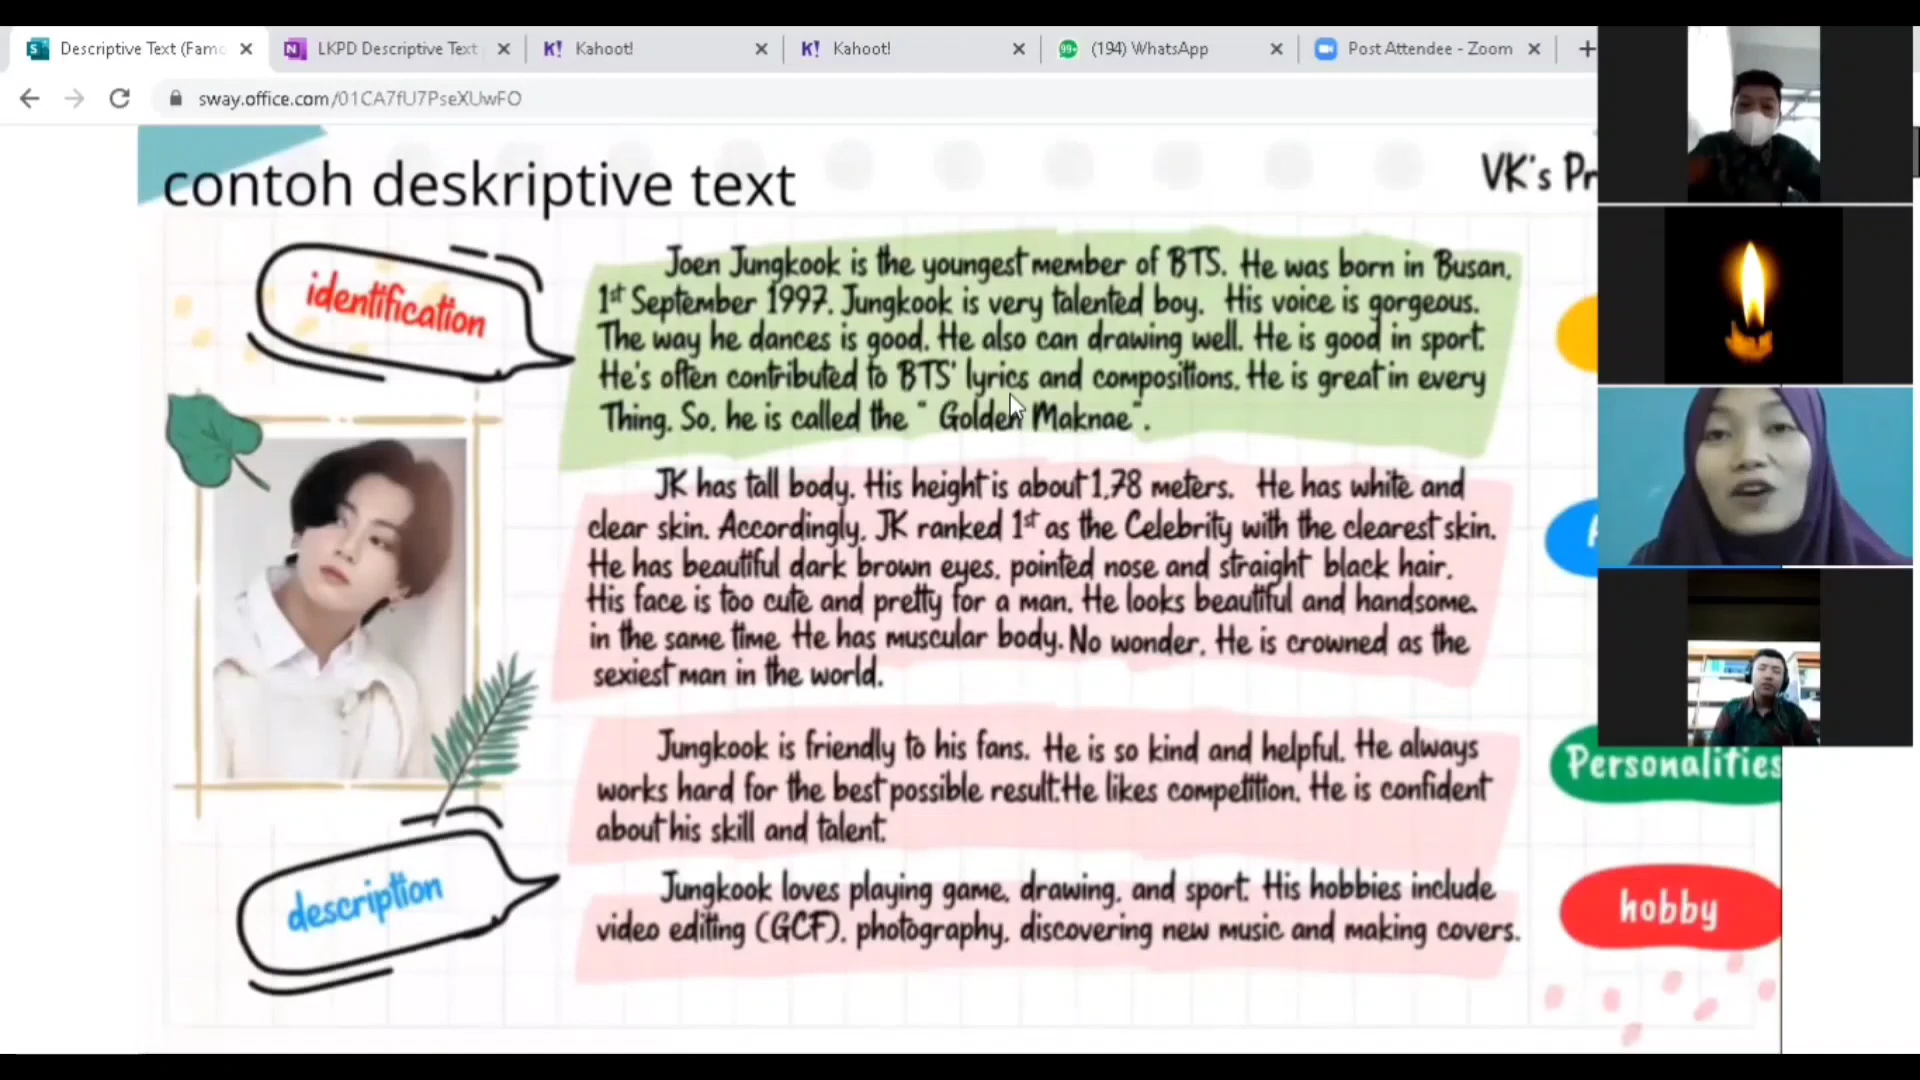 Descriptive Text (Famo
LKPD Descriptive Text
Kahoot!
Kahoot!
(194) WhatsApp
Post Attendee - Zoom
sway.office.com/01CA7fU7PseXUwFO
contoh deskriptive text
VK's Pr
identification
Joen Jungkook is the youngest member of BTS. He was born in Busan,
1st September 1997. Jungkook is very talented boy. His voice is gorgeous.
The way he dances is good. He also can drawing well. He is good in sport.
He's often contributed to BTS' lyrics and compositions. He is great in every
Thing. So, he is called the " Golden Maknae".
JK has tall body. His height is about 1,78 meters. He has white and
clear skin. Accordingly, JK ranked 1st as the Celebrity with the clearest skin.
He has beautiful dark brown eyes, pointed nose and straight black hair.
His face is too cute and pretty for a man. He looks beautiful and handsome
in the same time He has muscular body. No wonder, He is crowned as the
sexiest man in the world.
Jungkook is friendly to his fans. He is so kind and helpful. He always
works hard for the best possible result.He likes competition. He is confident
about his skill and talent.
Personalities
description
Jungkook loves playing game, drawing, and sport. His hobbies include
video editing (GCF), photography, discovering new music and making covers.
hobby